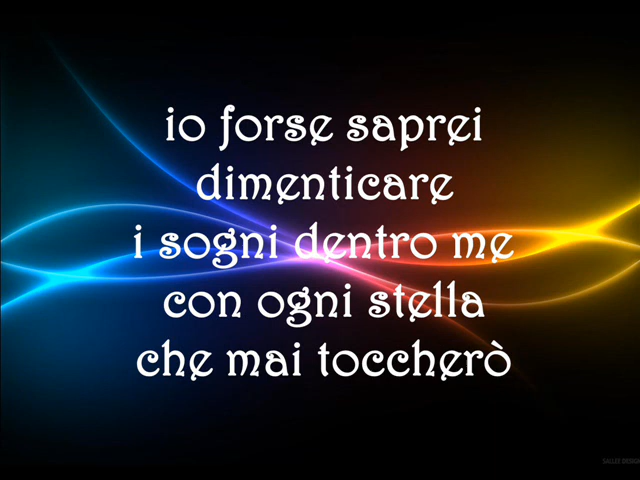 io forse saprei
dimenticare
i sogni dentro me
con ogni stella
che mai toccherò